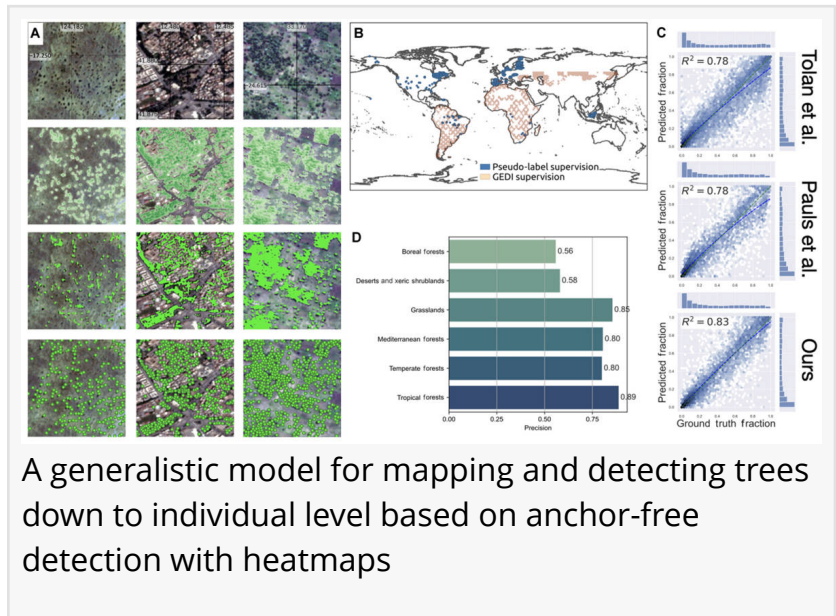 A
B
Pseudo-label supervision
GEDI supervision
C
R² = 0.78
Predicted fraction
Tolan et al.
R² = 0.78
Predicted fraction
Pauls et al.
R² = 0.83
Predicted fraction
Ground truth fraction
Ours
D
Boreal forests 0.56
Deserts and xeric shrublands 0.58
Grasslands 0.85
Mediterranean forests 0.80
Temperate forests 0.80
Tropical forests 0.89
0.00 0.25 0.50 0.75
Precision
A generalistic model for mapping and detecting trees
down to individual level based on anchor-free
detection with heatmaps